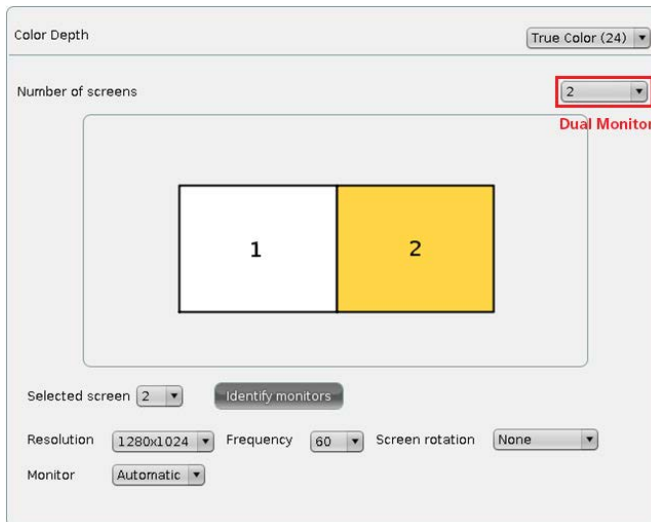 Color Depth True Color (24)
Number of screens 2
Dual Monitor
1 2
Selected screen 2 Identify monitors
Resolution 1280x1024 Frequency 60 Screen rotation None
Monitor Automatic